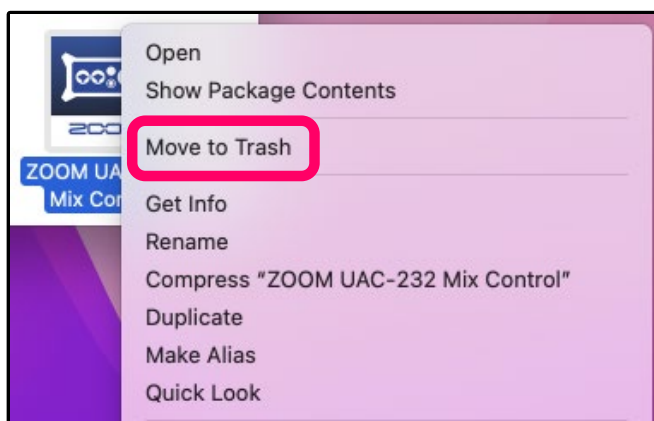 Open
Show Package Contents
Move to Trash
ZOOM UA
Mix Con
Get Info
Rename
Compress “ZOOM UAC-232 Mix Control”
Duplicate
Make Alias
Quick Look